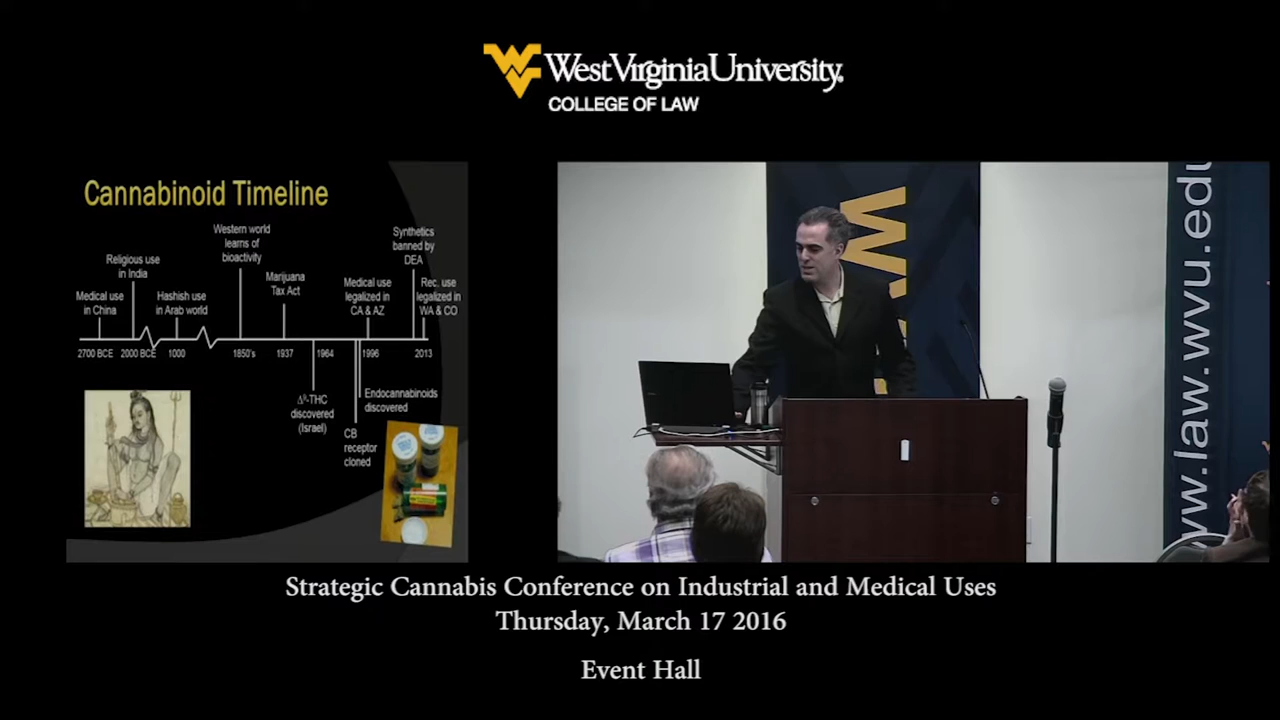 WestVirginiaUniversity®
COLLEGE OF LAW
Cannabinoid Timeline
Western world
learns of
bioactivity
Synthetics
banned by
DEA
Religious use
in India
Marijuana
Tax Act
Medical use
in China
Hashish use
in Arab world
Medical use
legalized in
CA & AZ
Rec. use
legalized in
WA & CO
2700 BCE
2000 BCE
1000
1850's
1937
1964
1996
2013
Δ⁹-THC
discovered
(Israel)
Endocannabinoids
discovered
CB
receptor
cloned
www.law.wvu.edu
Strategic Cannabis Conference on Industrial and Medical Uses
Thursday, March 17 2016
Event Hall